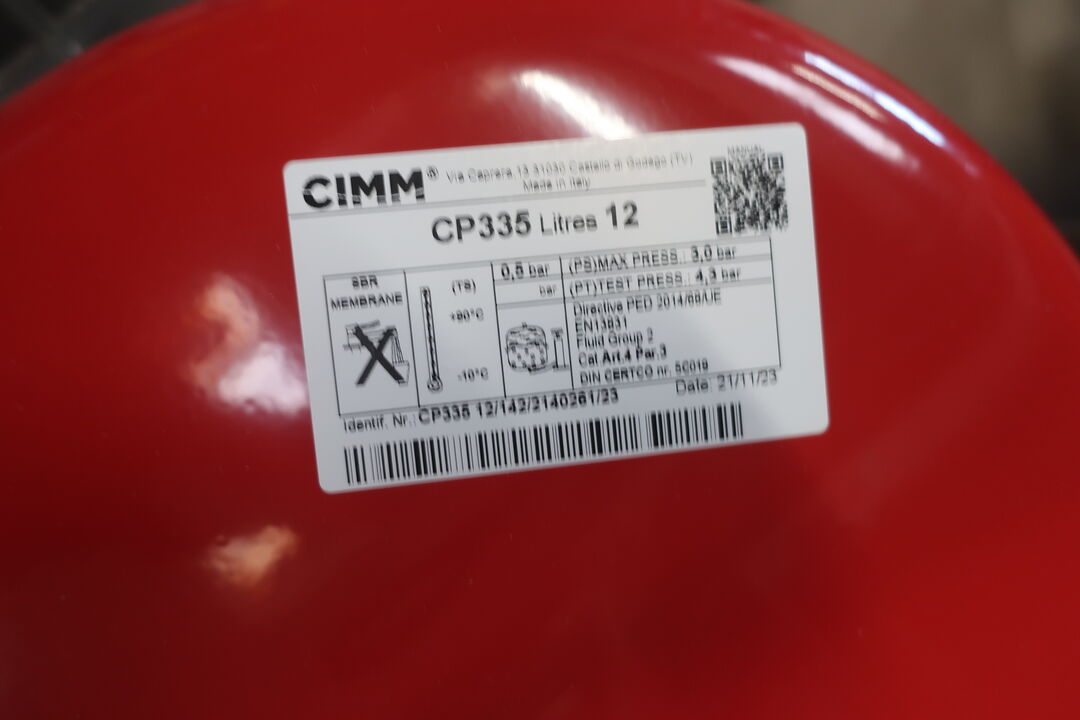 MANUAL
CIMM® Via Caprera, 13 31030 Castello di Godego (TV)
Made in Italy
CP335 Litres 12
SBR
MEMBRANE
(TS)
+90°C
-10°C
0,5 bar
bar
(PS)MAX PRESS.: 3,0 bar
(PT)TEST PRESS.: 4,3 bar
Directive PED 2014/68/UE
EN13831
Fluid Group 2
Cat Art.4 Par.3
DIN CERTCO nr. 5C019
Identif. Nr.: CP335 12/142/2140261/23
Date: 21/11/23